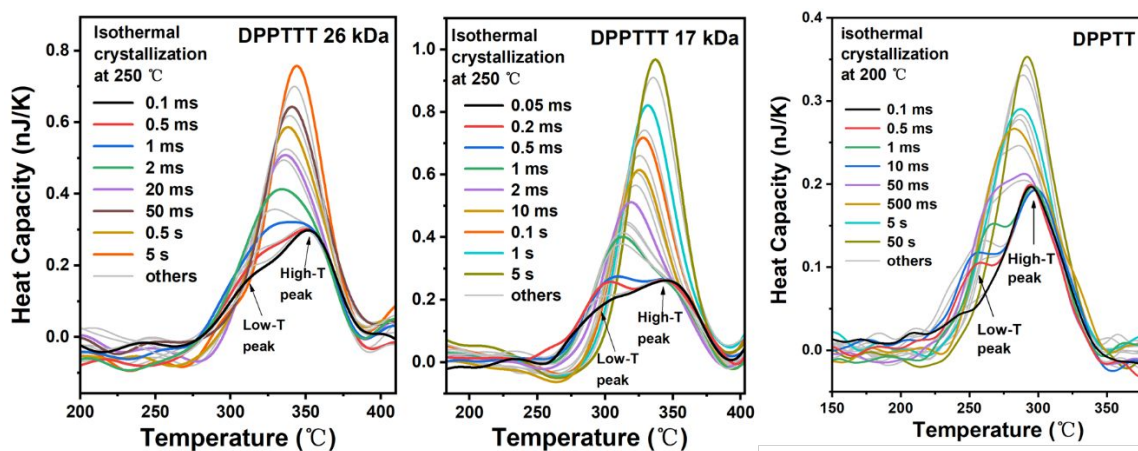 Isothermal
crystallization
at 250 ℃
DPPTTT 26 kDa
0.1 ms
0.5 ms
1 ms
2 ms
20 ms
50 ms
0.5 s
5 s
others
Low-T
peak
High-T
peak
Heat Capacity (nJ/K)
0.8
0.6
0.4
0.2
0.0
200 250 300 350 400
Temperature (℃)
Isothermal
crystallization
at 250 ℃
DPPTTT 17 kDa
0.05 ms
0.2 ms
0.5 ms
1 ms
2 ms
10 ms
0.1 s
1 s
5 s
others
Low-T
peak
High-T
peak
1.0
0.8
0.6
0.4
0.2
0.0
200 250 300 350 400
Temperature (℃)
isothermal
crystallization
at 200 ℃
DPPTT
0.1 ms
0.5 ms
1 ms
10 ms
50 ms
500 ms
5 s
50 s
others
Low-T
peak
High-T
peak
Heat Capacity (nJ/K)
0.4
0.3
0.2
0.1
0.0
150 200 250 300 350
Temperature (℃)